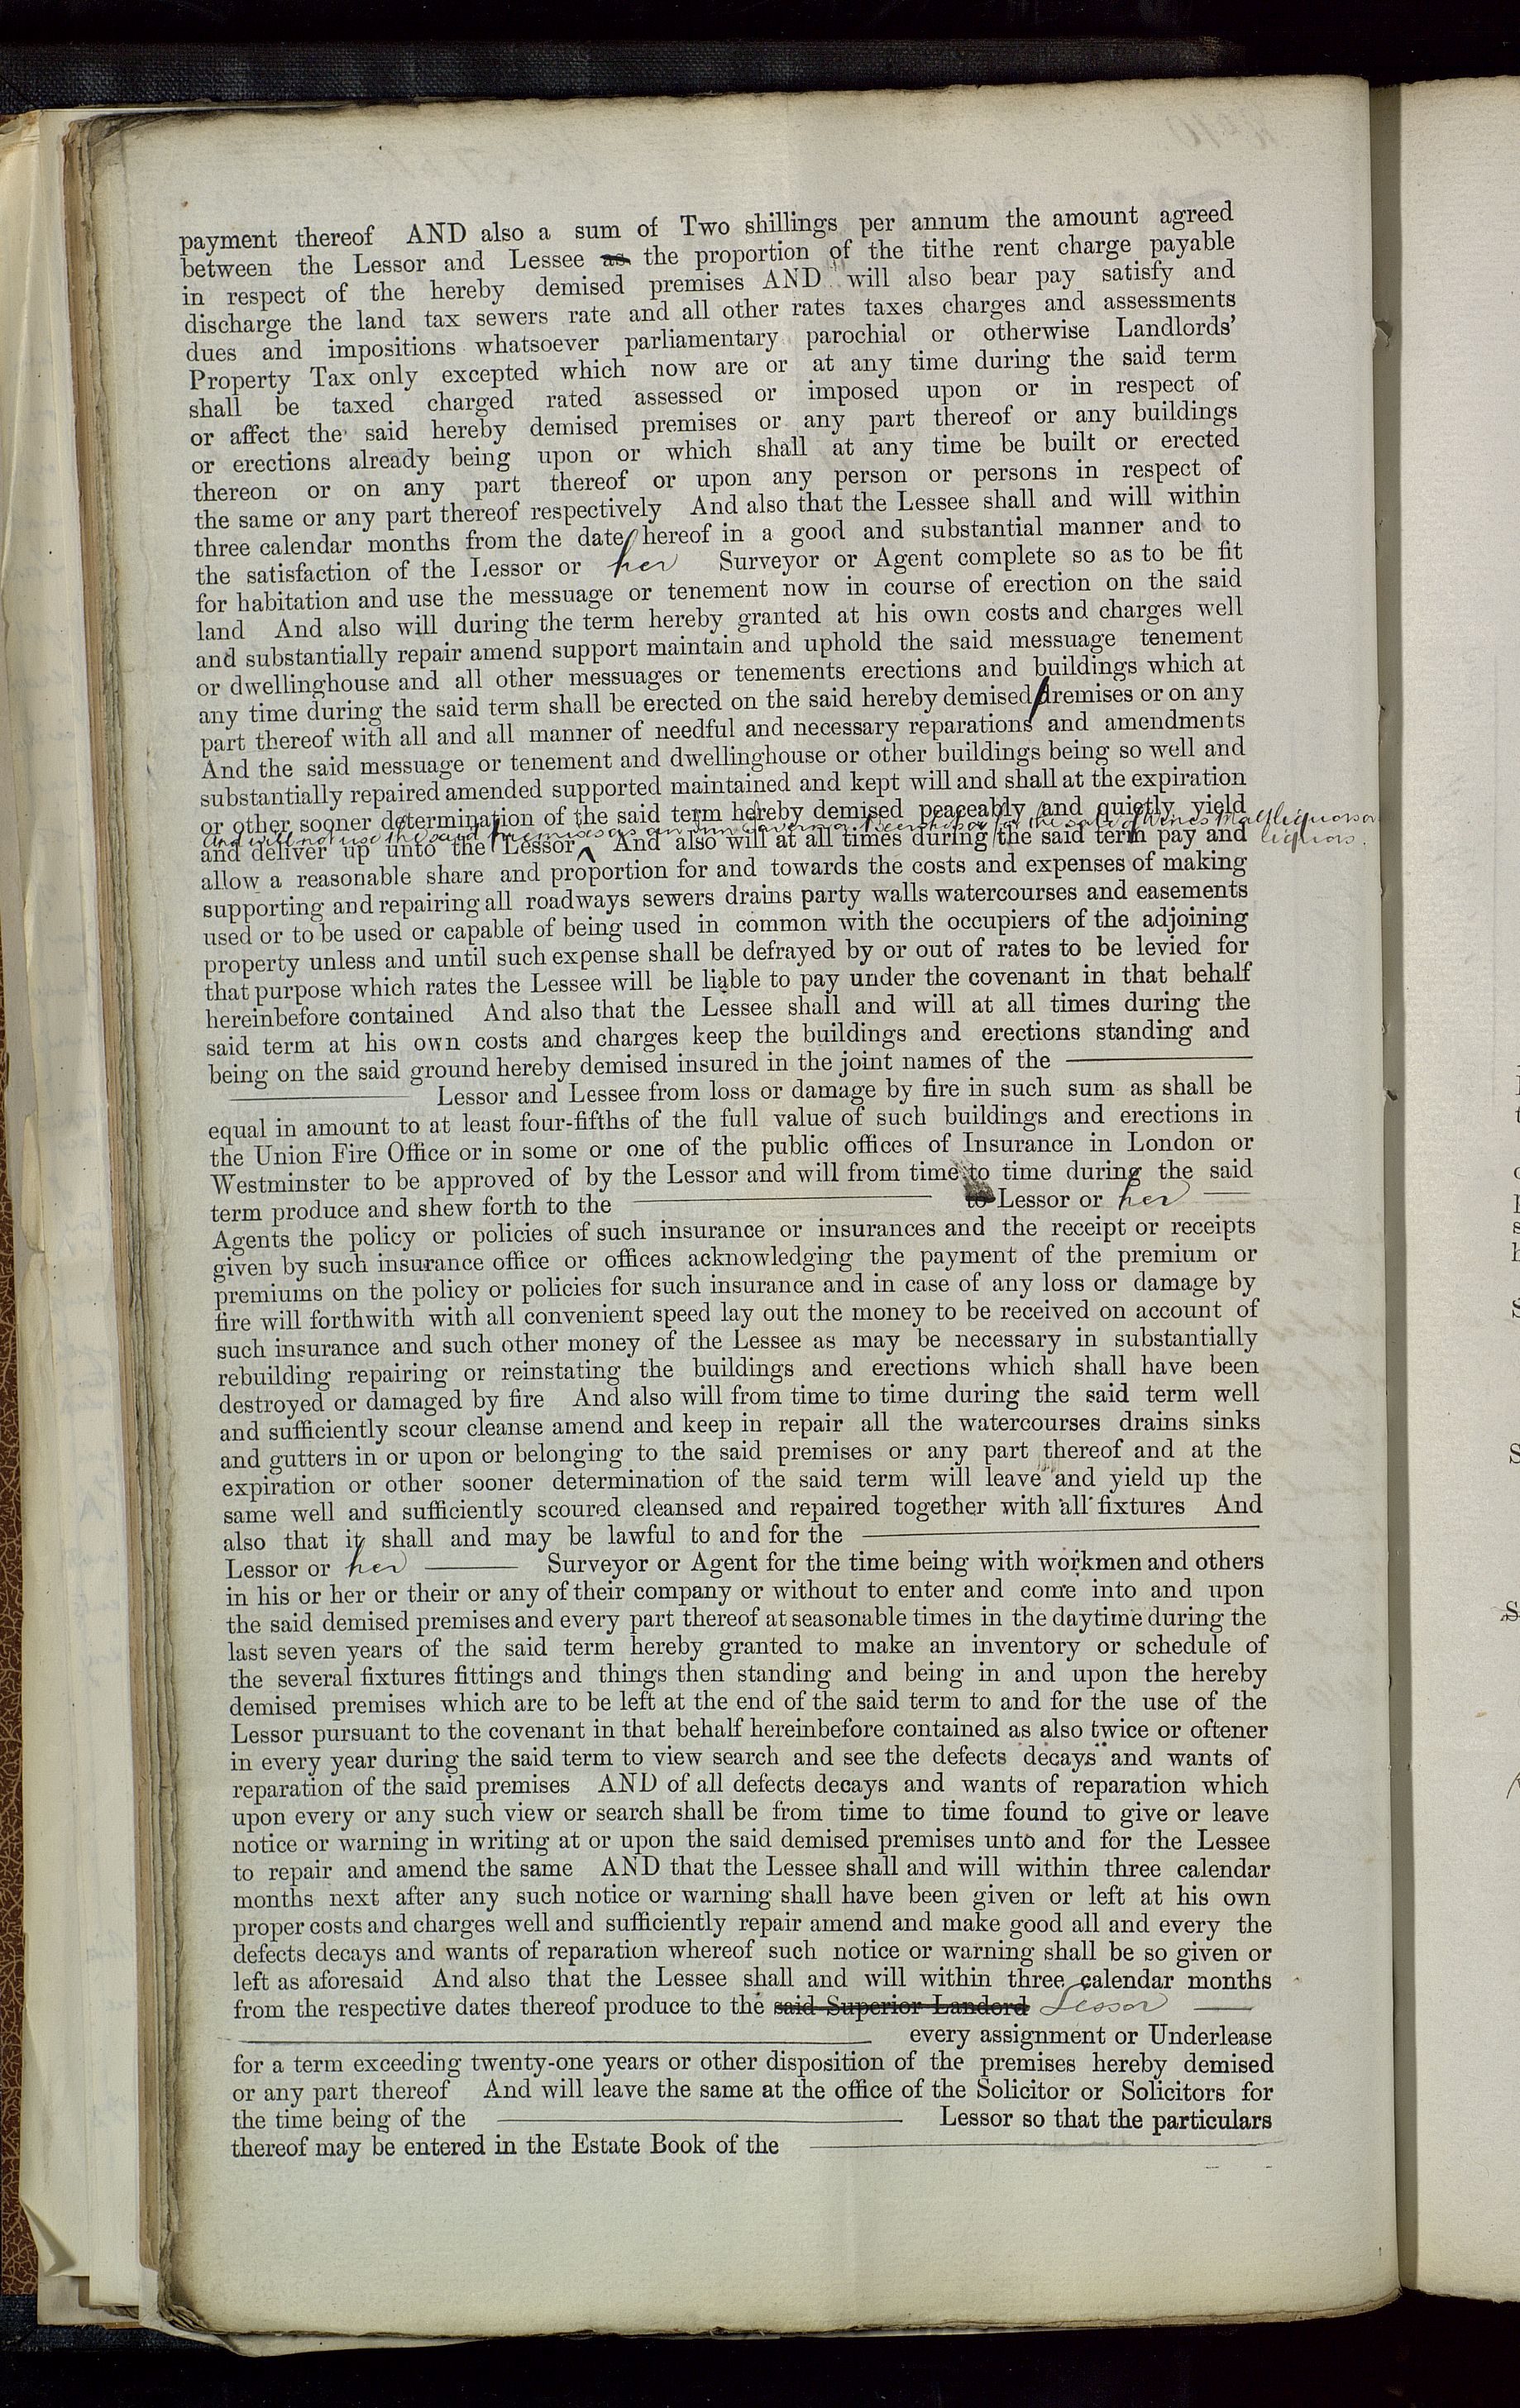 payment thereof AND also a sum of Two shillings per annum the amount agreed
between the Lessor and Lessee as the proportion of the tithe rent charge payable
in respect of the hereby demised premises AND will also bear pay satisfy and
discharge the land tax sewers rate and all other rates taxes charges and assessments
dues and impositions whatsoever parliamentary parochial or otherwise Landlords'
Property Tax only excepted which now are or at any time during the said term
shall be taxed charged rated assessed or imposed upon or in respect of
or affect the said hereby demised premises or any part thereof or any buildings
or erections already being upon or which shall at any time be built or erected
thereon or on any part thereof or upon any person or persons in respect of
the same or any part thereof respectively And also that the Lessee shall and will within
three calendar months from the date hereof in a good and substantial manner and to
the satisfaction of the Lessor or her Surveyor or Agent complete so as to be fit
for habitation and use the messuage or tenement now in course of erection on the said
land And also will during the term hereby granted at his own costs and charges well
and substantially repair amend support maintain and uphold the said messuage tenement
or dwellinghouse and all other messuages or tenements erections and buildings which at
any time during the said term shall be erected on the said hereby demised premises or on any
part thereof with all and all manner of needful and necessary reparations and amendments
And the said messuage or tenement and dwellinghouse or other buildings being so well and
substantially repaired amended supported maintained and kept will and shall at the expiration
or other sooner determination of the said term hereby demised peaceably and quietly yield
And will not use the said premises as an Inn Tavern or Beershop or for the sale of Wines Malt liquors or
liquors.
and deliver up unto the Lessor And also will at all times during the said term pay and
allow a reasonable share and proportion for and towards the costs and expenses of making
supporting and repairing all roadways sewers drains party walls watercourses and easements
used or to be used or capable of being used in common with the occupiers of the adjoining
property unless and until such expense shall be defrayed by or out of rates to be levied for
that purpose which rates the Lessee will be liable to pay under the covenant in that behalf
hereinbefore contained And also that the Lessee shall and will at all times during the
said term at his own costs and charges keep the buildings and erections standing and
being on the said ground hereby demised insured in the joint names of the
Lessor and Lessee from loss or damage by fire in such sum as shall be
equal in amount to at least four-fifths of the full value of such buildings and erections in
the Union Fire Office or in some or one of the public offices of Insurance in London or
Westminster to be approved of by the Lessor and will from time to time during the said
term produce and shew forth to the to Lessor or her
Agents the policy or policies of such insurance or insurances and the receipt or receipts
given by such insurance office or offices acknowledging the payment of the premium or
premiums on the policy or policies for such insurance and in case of any loss or damage by
fire will forthwith with all convenient speed lay out the money to be received on account of
such insurance and such other money of the Lessee as may be necessary in substantially
rebuilding repairing or reinstating the buildings and erections which shall have been
destroyed or damaged by fire And also will from time to time during the said term well
and sufficiently scour cleanse amend and keep in repair all the watercourses drains sinks
and gutters in or upon or belonging to the said premises or any part thereof and at the
expiration or other sooner determination of the said term will leave and yield up the
same well and sufficiently scoured cleansed and repaired together with all fixtures And
also that it shall and may be lawful to and for the
Lessor or her Surveyor or Agent for the time being with workmen and others
in his or her or their or any of their company or without to enter and come into and upon
the said demised premises and every part thereof at seasonable times in the daytime during the
last seven years of the said term hereby granted to make an inventory or schedule of
the several fixtures fittings and things then standing and being in and upon the hereby
demised premises which are to be left at the end of the said term to and for the use of the
Lessor pursuant to the covenant in that behalf hereinbefore contained as also twice or oftener
in every year during the said term to view search and see the defects decays and wants of
reparation of the said premises AND of all defects decays and wants of reparation which
upon every or any such view or search shall be from time to time found to give or leave
notice or warning in writing at or upon the said demised premises unto and for the Lessee
to repair and amend the same AND that the Lessee shall and will within three calendar
months next after any such notice or warning shall have been given or left at his own
proper costs and charges well and sufficiently repair amend and make good all and every the
defects decays and wants of reparation whereof such notice or warning shall be so given or
left as aforesaid And also that the Lessee shall and will within three calendar months
from the respective dates thereof produce to the said Superior Landord Lessor
every assignment or Underlease
for a term exceeding twenty-one years or other disposition of the premises hereby demised
or any part thereof And will leave the same at the office of the Solicitor or Solicitors for
the time being of the Lessor so that the particulars
thereof may be entered in the Estate Book of the